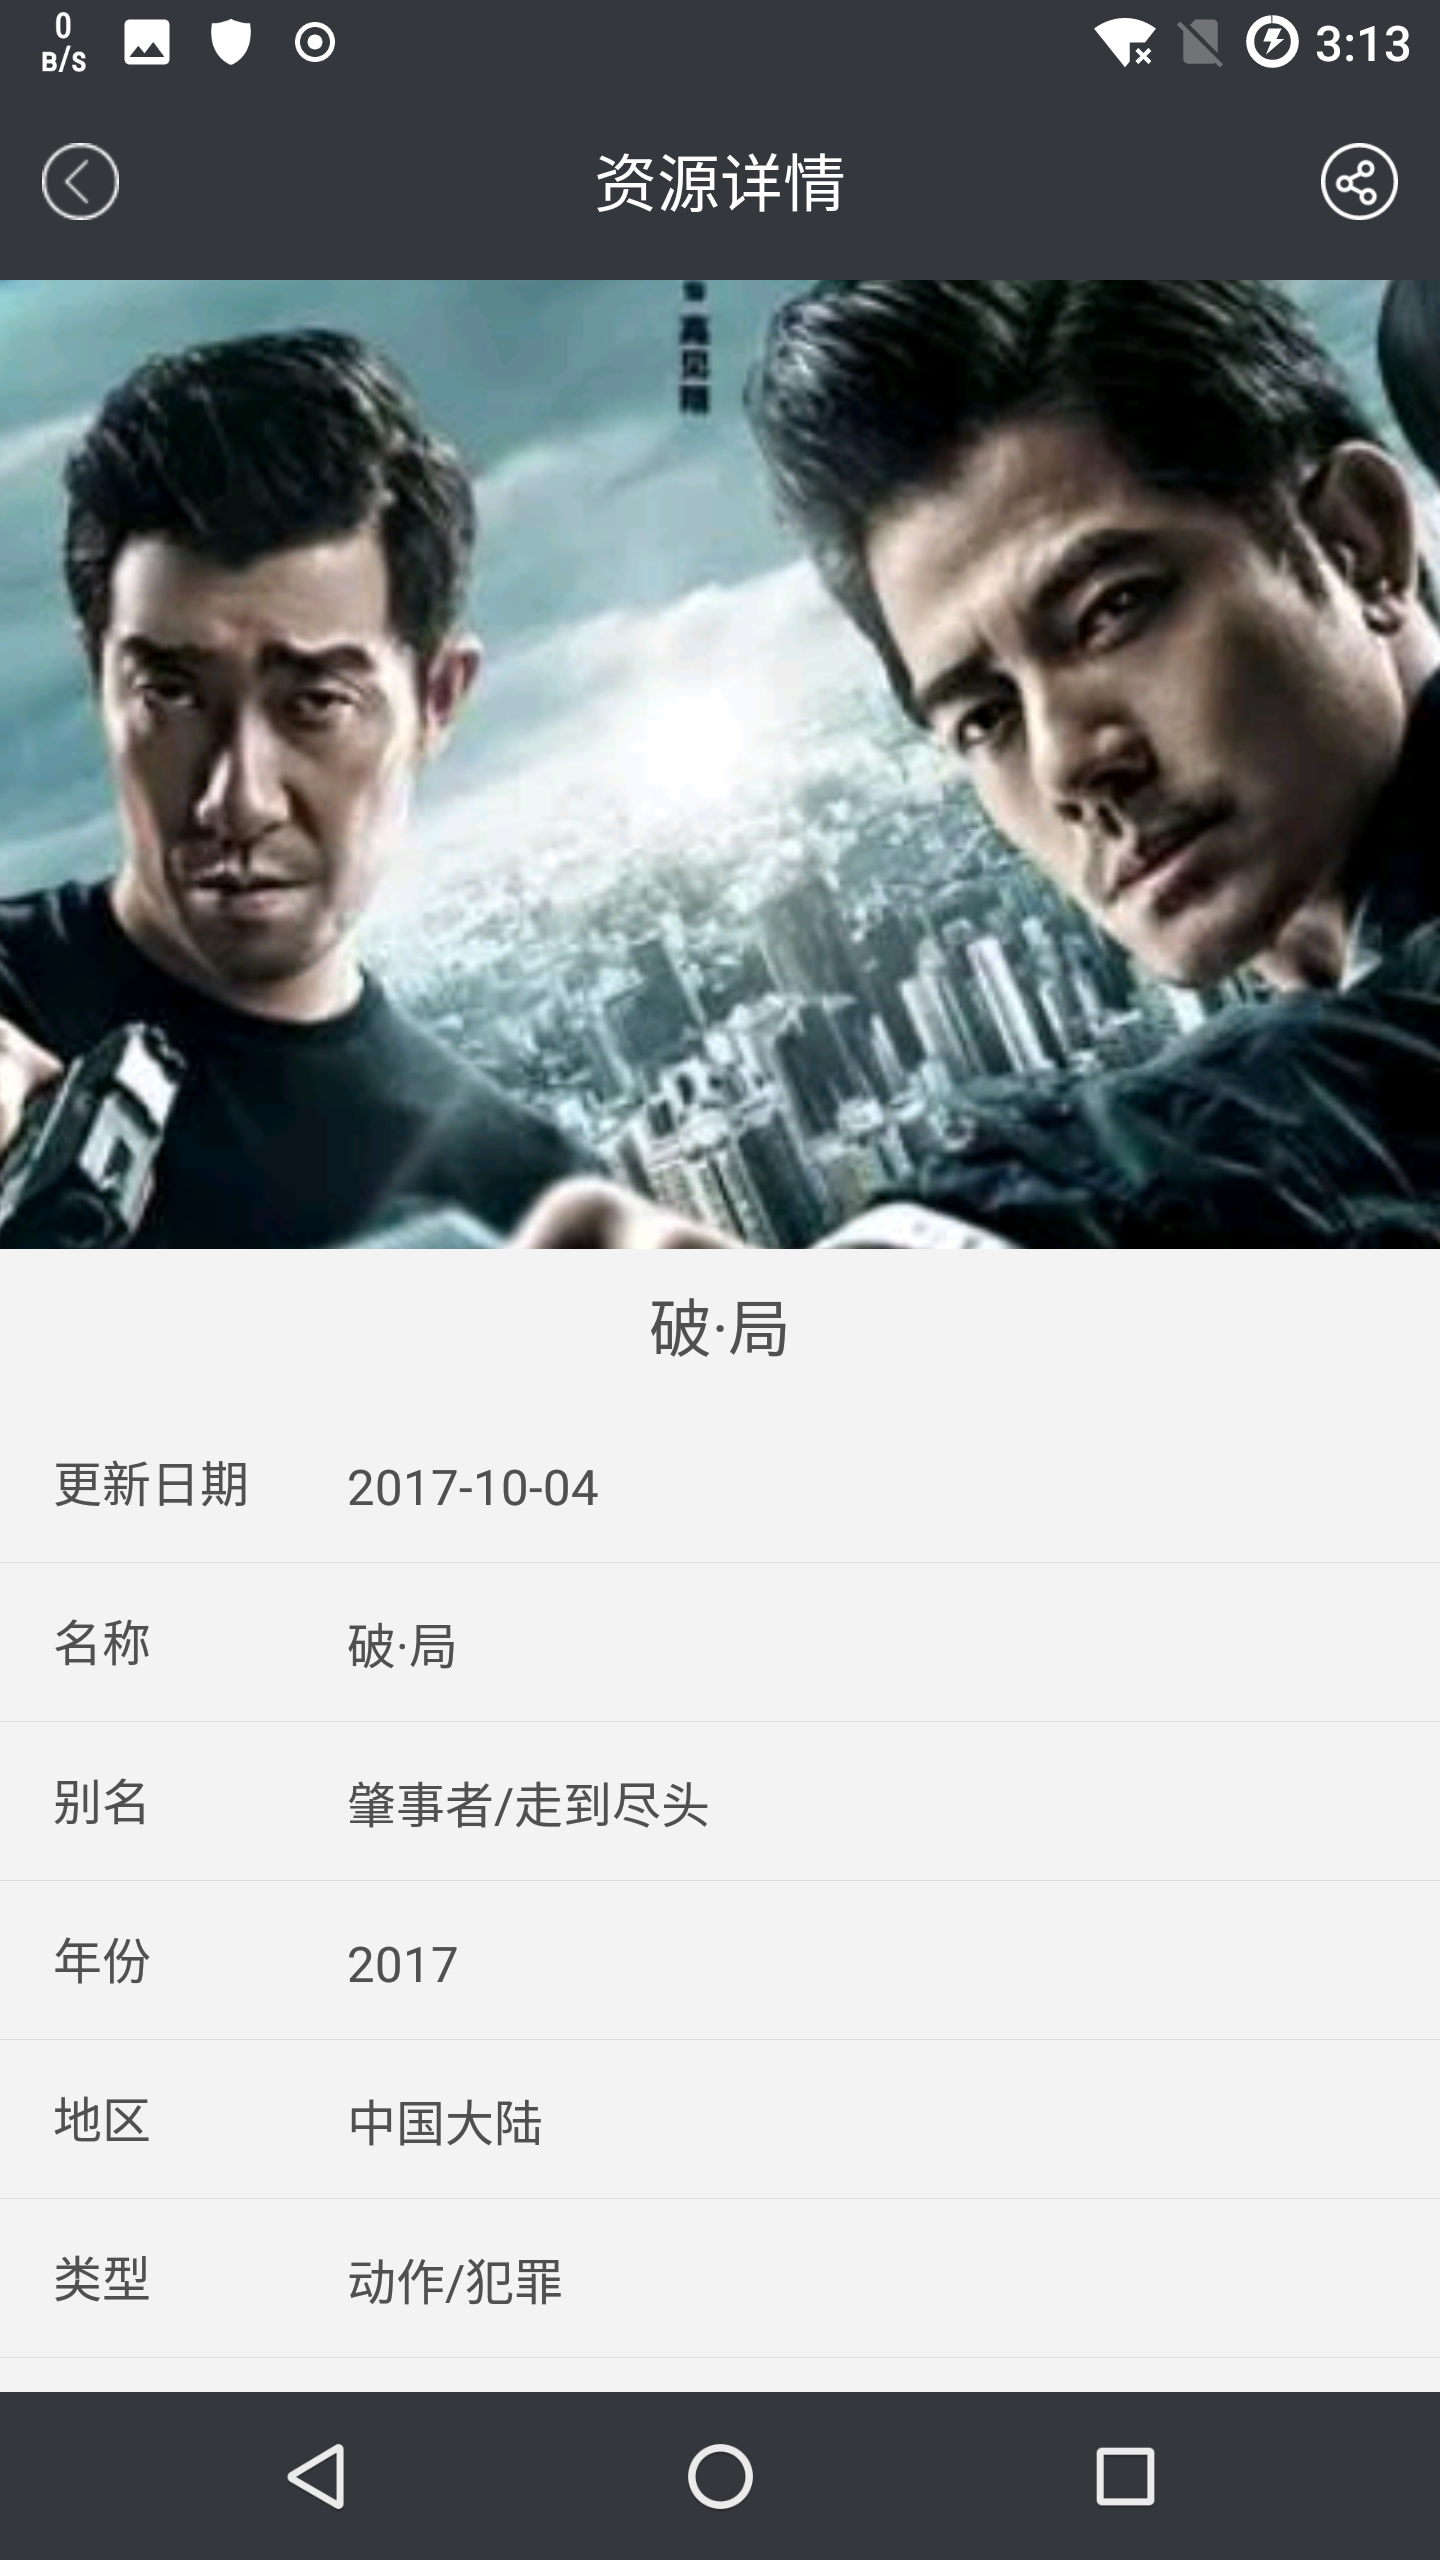 0
B/S
3:13
资源详情
再见
破·局
更新日期 2017-10-04
名称 破·局
别名 肇事者/走到尽头
年份 2017
地区 中国大陆
类型 动作/犯罪